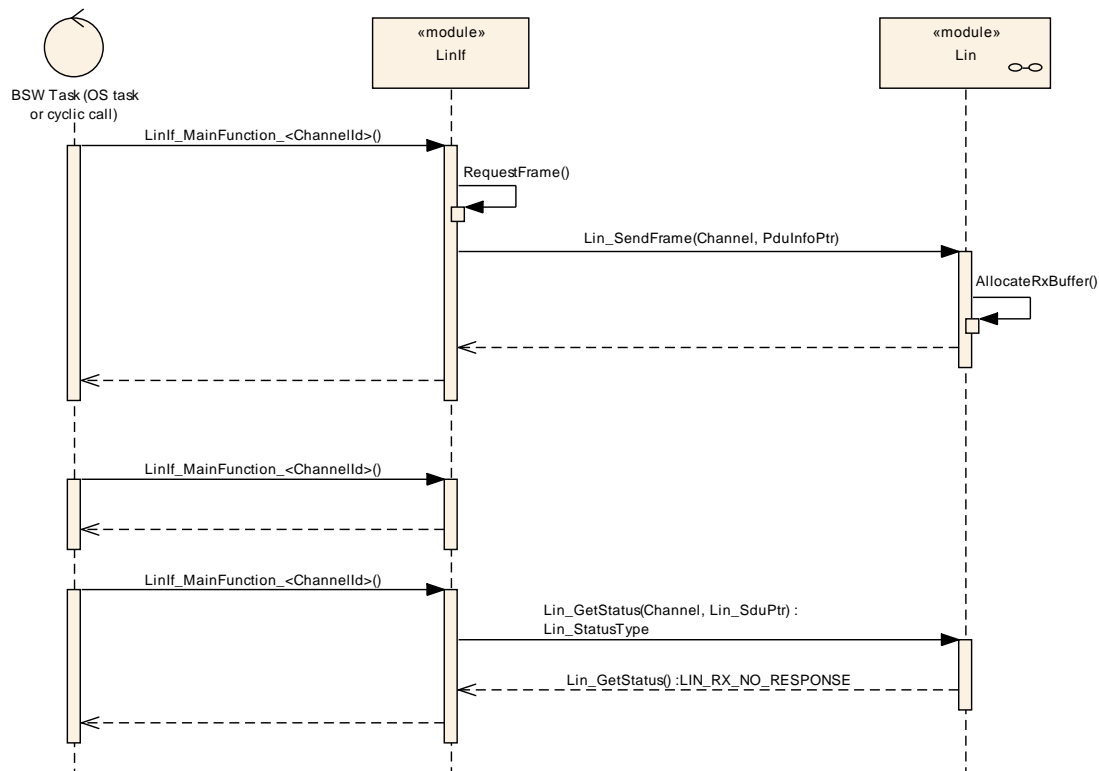 «module»
LinIf
«module»
Lin
BSW Task (OS task
or cyclic call)
LinIf_MainFunction_<ChannelId>()
RequestFrame()
Lin_SendFrame(Channel, PduInfoPtr)
AllocateRxBuffer()
LinIf_MainFunction_<ChannelId>()
LinIf_MainFunction_<ChannelId>()
Lin_GetStatus(Channel, Lin_SduPtr) :
Lin_StatusType
Lin_GetStatus() :LIN_RX_NO_RESPONSE